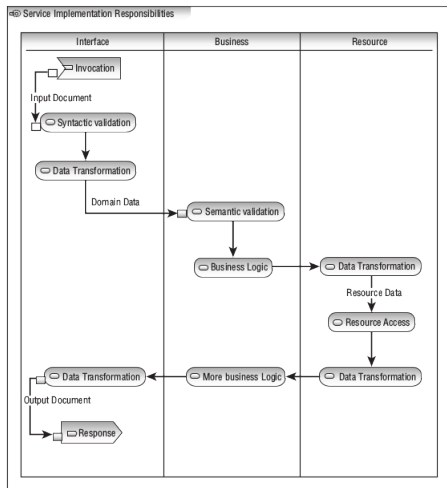 Service Implementation Responsibilities
Interface
Business
Resource
Invocation
Input Document
Syntactic validation
Data Transformation
Domain Data
Semantic validation
Business Logic
Data Transformation
Resource Data
Resource Access
Data Transformation
More business Logic
Data Transformation
Output Document
Response